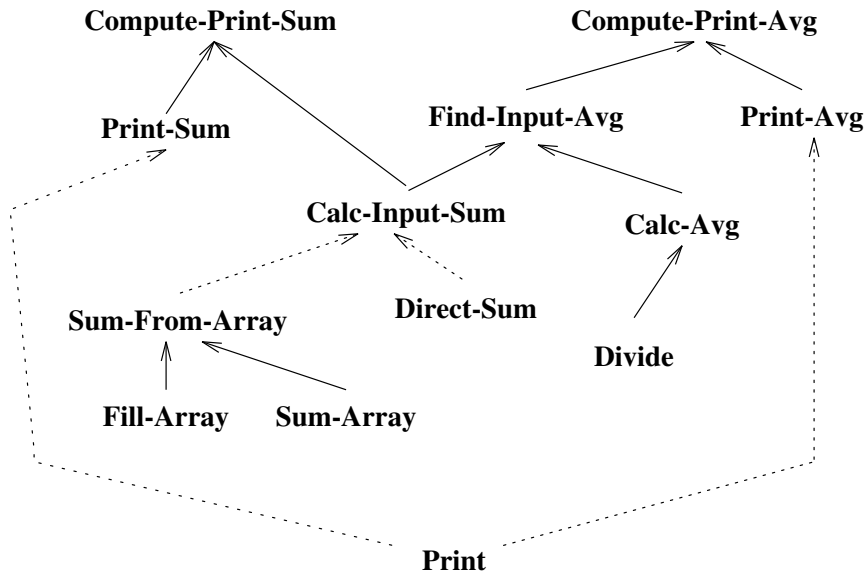 Compute-Print-Sum
Compute-Print-Avg
Print-Sum
Find-Input-Avg
Print-Avg
Calc-Input-Sum
Calc-Avg
Sum-From-Array
Direct-Sum
Divide
Fill-Array
Sum-Array
Print